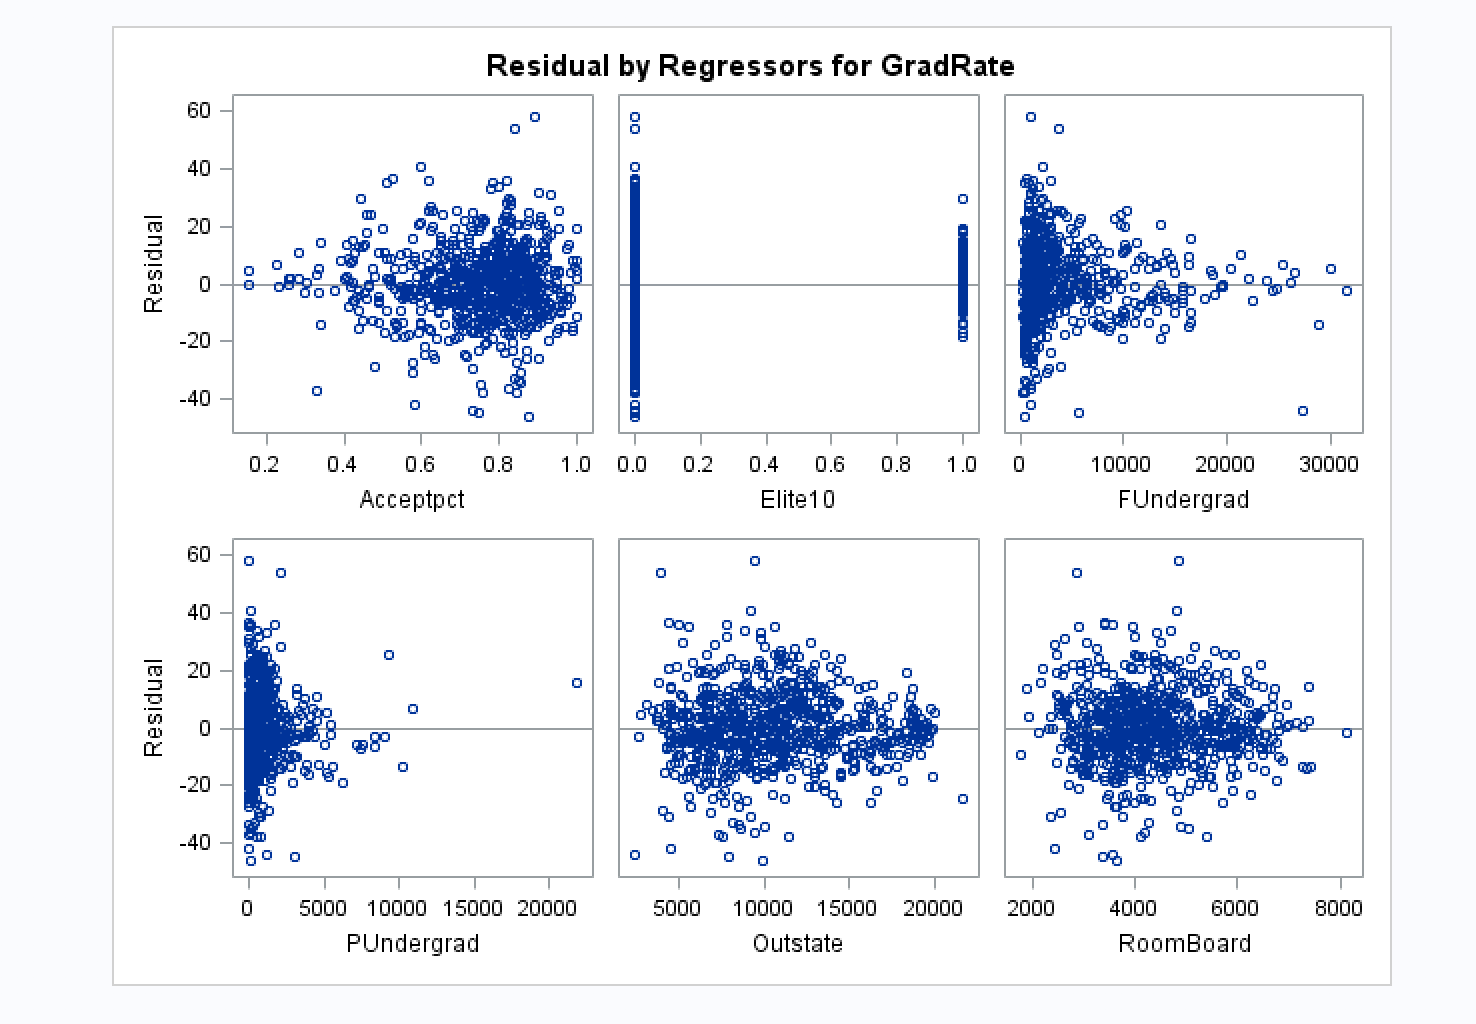 Residual by Regressors for GradRate
60
40
20
0
-20
-40
Residual
0.2 0.4 0.6 0.8 1.0
0.0 0.2 0.4 0.6 0.8 1.0
0 10000 20000 30000
Acceptpct
Elite10
FUndergrad
60
40
20
0
-20
-40
Residual
0 5000 10000 15000 20000
5000 10000 15000 20000
2000 4000 6000 8000
PUndergrad
Outstate
RoomBoard